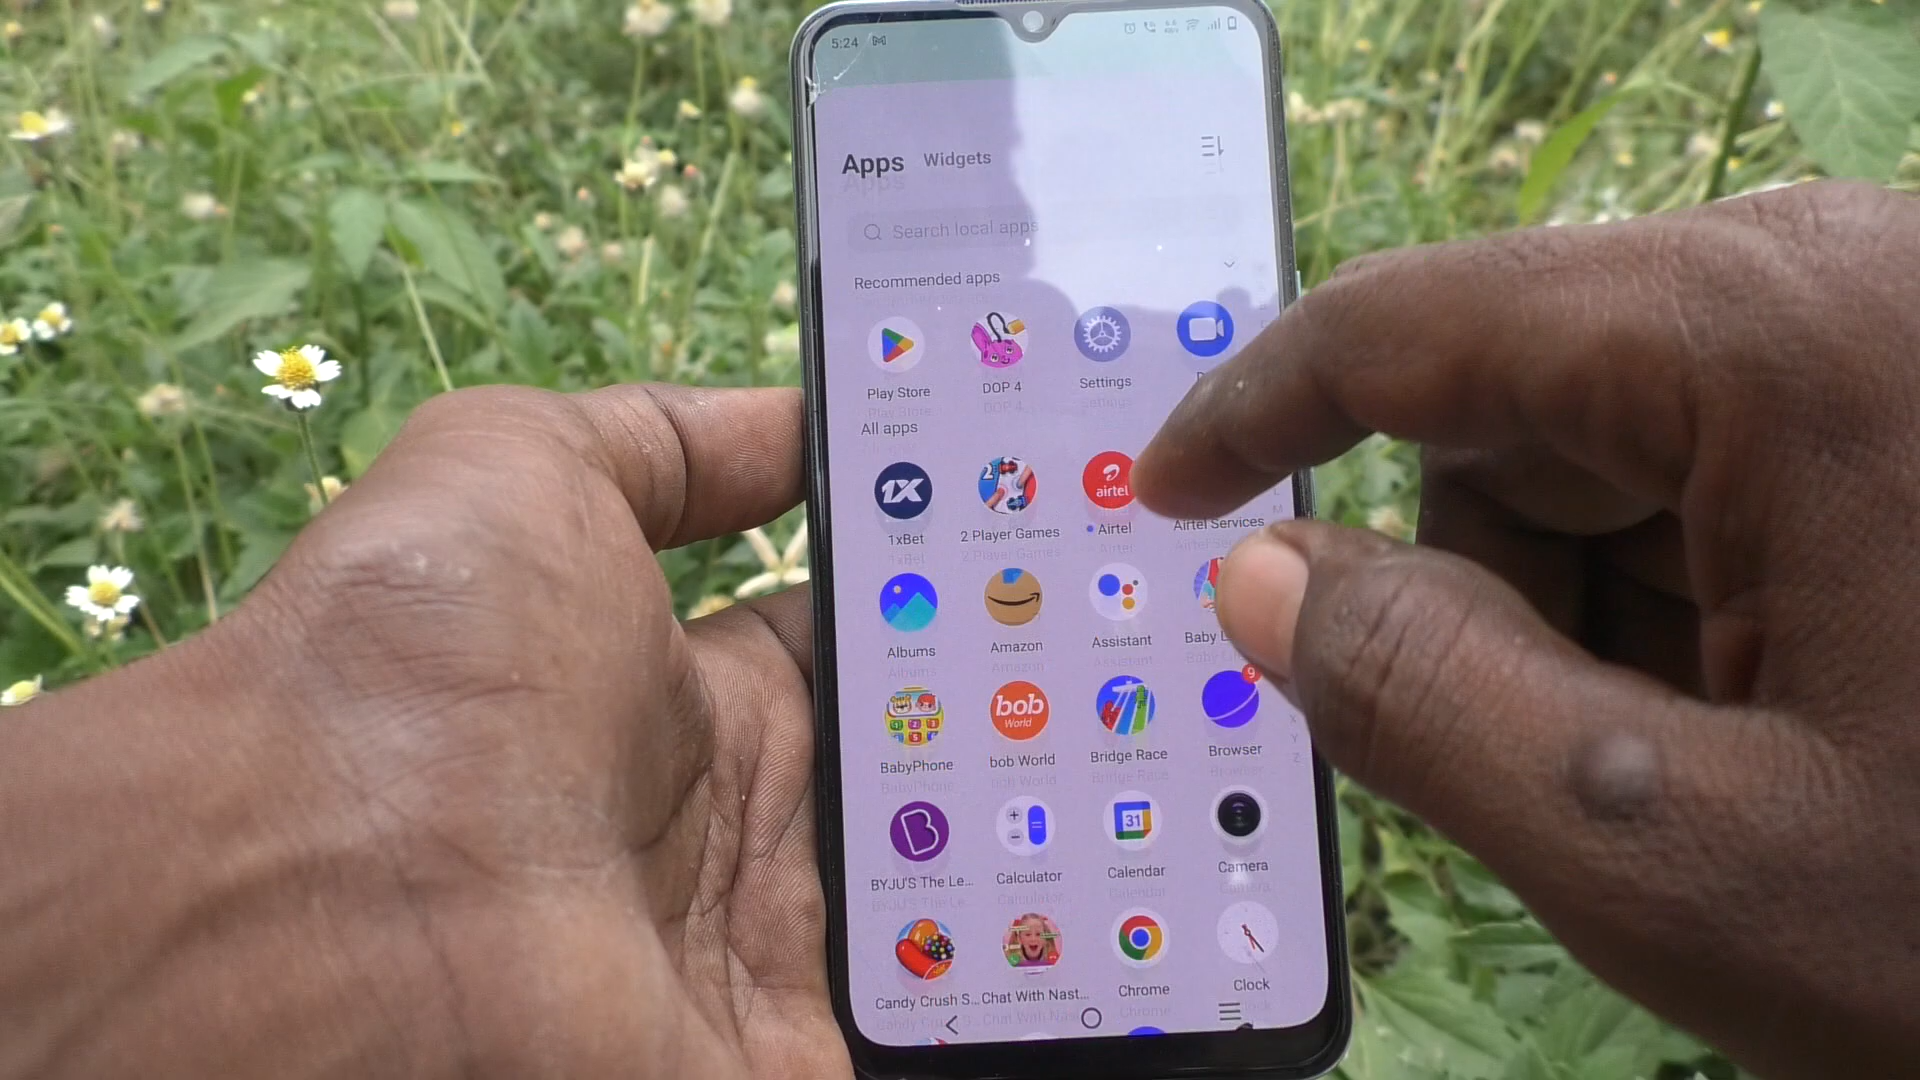 5:24
Apps Widgets
Search local apps
Recommended apps
Play Store DOP 4 Settings
All apps
1X 2 airtel
1xBet 2 Player Games Airtel Airtel Services
Albums Amazon Assistant Baby
bob World 9
BabyPhone bob World Bridge Race Browser
B 31
BYJU'S The Le... Calculator Calendar Camera
Candy Crush S... Chat With Nast... Chrome Clock
L
M
X
Y
Z